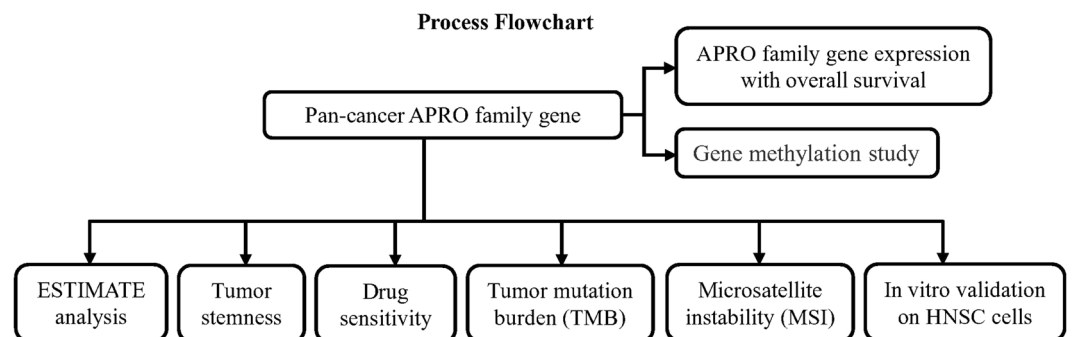 Process Flowchart
APRO family gene expression
with overall survival
Pan-cancer APRO family gene
Gene methylation study
ESTIMATE
analysis
Tumor
stemness
Drug
sensitivity
Tumor mutation
burden (TMB)
Microsatellite
instability (MSI)
In vitro validation
on HNSC cells